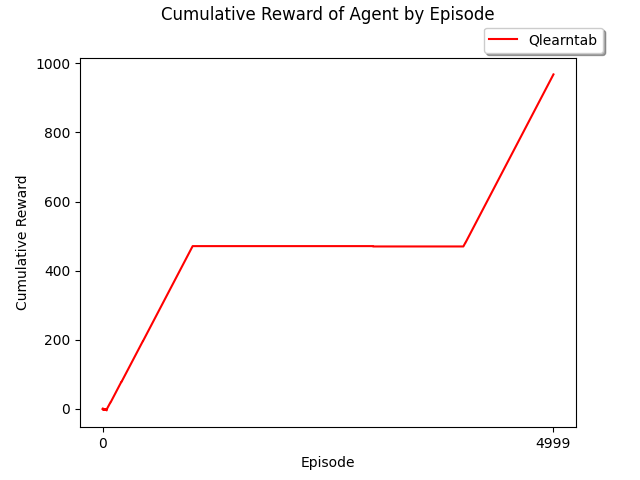 Cumulative Reward of Agent by Episode
Qlearntab
1000
800
600
400
200
0
Cumulative Reward
0
4999
Episode